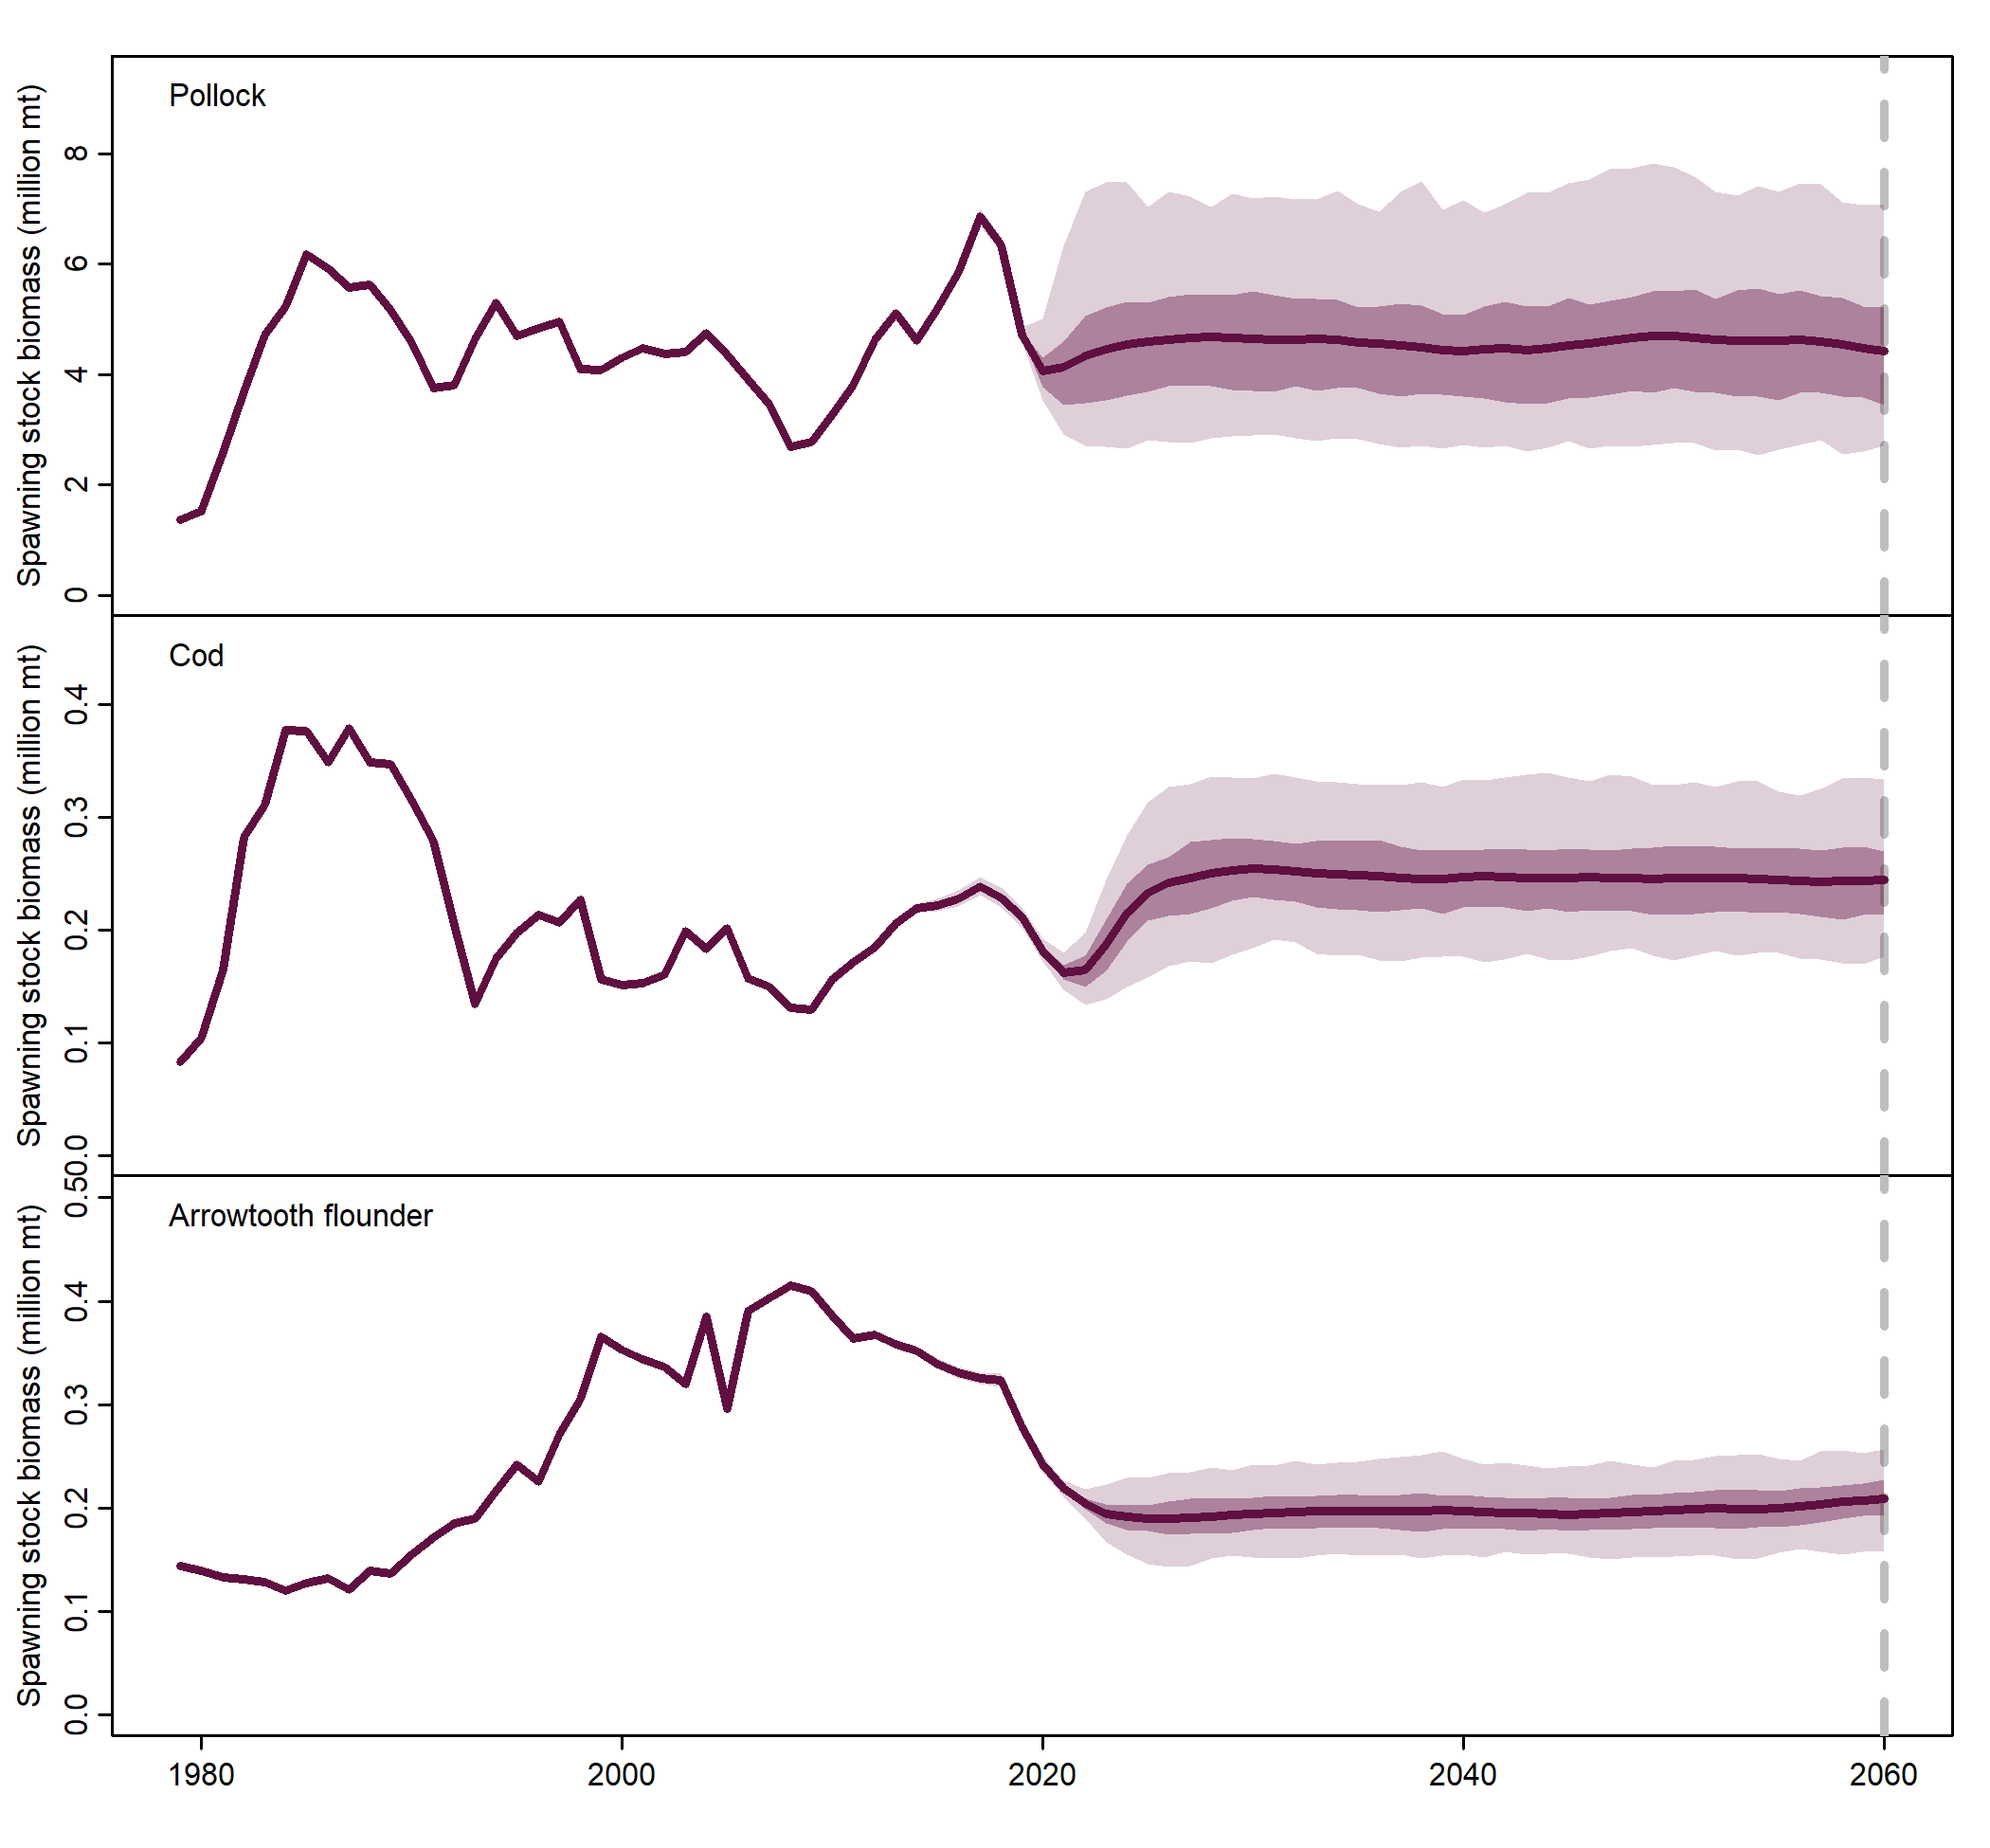 Pollock
Spawning stock biomass (million mt)
8
6
4
2
0
Cod
Spawning stock biomass (million mt)
0.4
0.3
0.2
0.1
0.0
Arrowtooth flounder
Spawning stock biomass (million mt)
0.5
0.4
0.3
0.2
0.1
0.0
1980 2000 2020 2040 2060